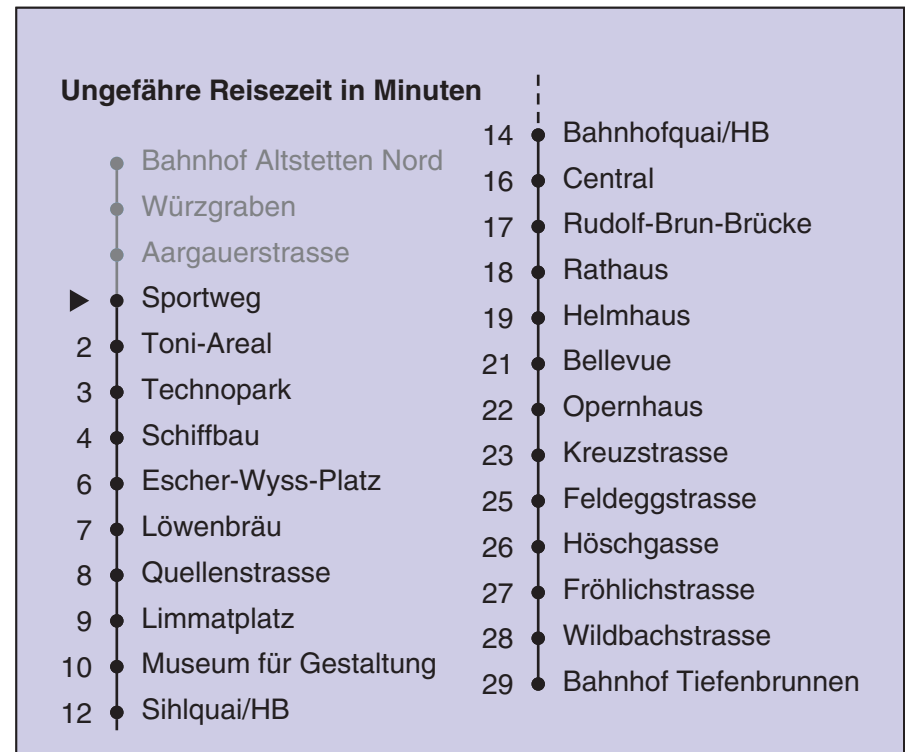 Ungefähre Reisezeit in Minuten
Bahnhof Altstetten Nord
Würzgraben
Aargauerstrasse
Sportweg
2 Toni-Areal
3 Technopark
4 Schiffbau
6 Escher-Wyss-Platz
7 Löwenbräu
8 Quellenstrasse
9 Limmatplatz
10 Museum für Gestaltung
12 Sihlquai/HB
14 Bahnhofquai/HB
16 Central
17 Rudolf-Brun-Brücke
18 Rathaus
19 Helmhaus
21 Bellevue
22 Opernhaus
23 Kreuzstrasse
25 Feldeggstrasse
26 Höschgasse
27 Fröhlichstrasse
28 Wildbachstrasse
29 Bahnhof Tiefenbrunnen